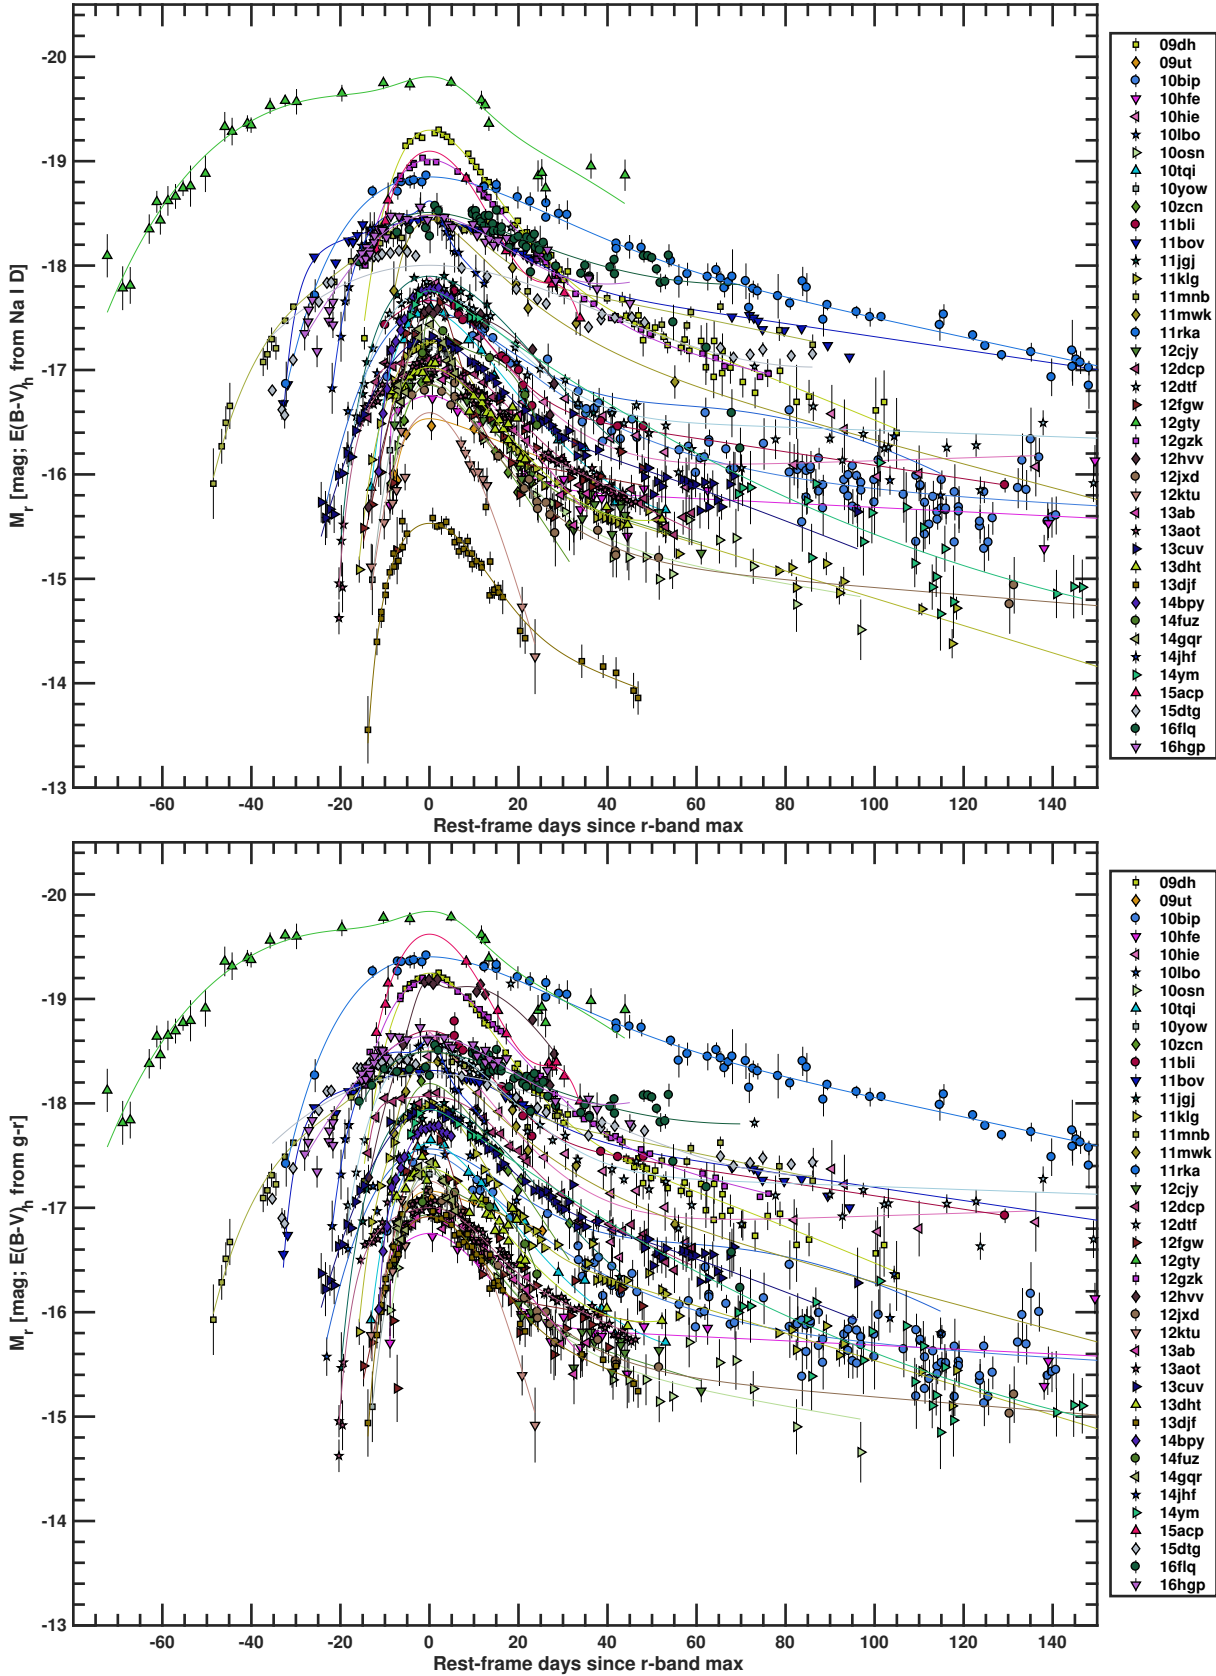 -20
-19
-18
-17
-16
-15
-14
-13
M_r [mag; E(B-V)_h from Na I D]
-60 -40 -20 0 20 40 60 80 100 120 140
Rest-frame days since r-band max
09dh
09ut
10bip
10hfe
10hie
10lbo
10osn
10tqi
10yow
10zcn
11bli
11bov
11jgj
11klg
11mnb
11mwk
11rka
12cjy
12dcp
12dtf
12fgw
12gty
12gzk
12hvv
12jxd
12ktu
13ab
13aot
13cuv
13dht
13djf
14bpy
14fuz
14gqr
14jhf
14ym
15acp
15dtg
16flq
16hgp
-20
-19
-18
-17
-16
-15
-14
-13
M_r [mag; E(B-V)_h from g-r]
-60 -40 -20 0 20 40 60 80 100 120 140
Rest-frame days since r-band max
09dh
09ut
10bip
10hfe
10hie
10lbo
10osn
10tqi
10yow
10zcn
11bli
11bov
11jgj
11klg
11mnb
11mwk
11rka
12cjy
12dcp
12dtf
12fgw
12gty
12gzk
12hvv
12jxd
12ktu
13ab
13aot
13cuv
13dht
13djf
14bpy
14fuz
14gqr
14jhf
14ym
15acp
15dtg
16flq
16hgp